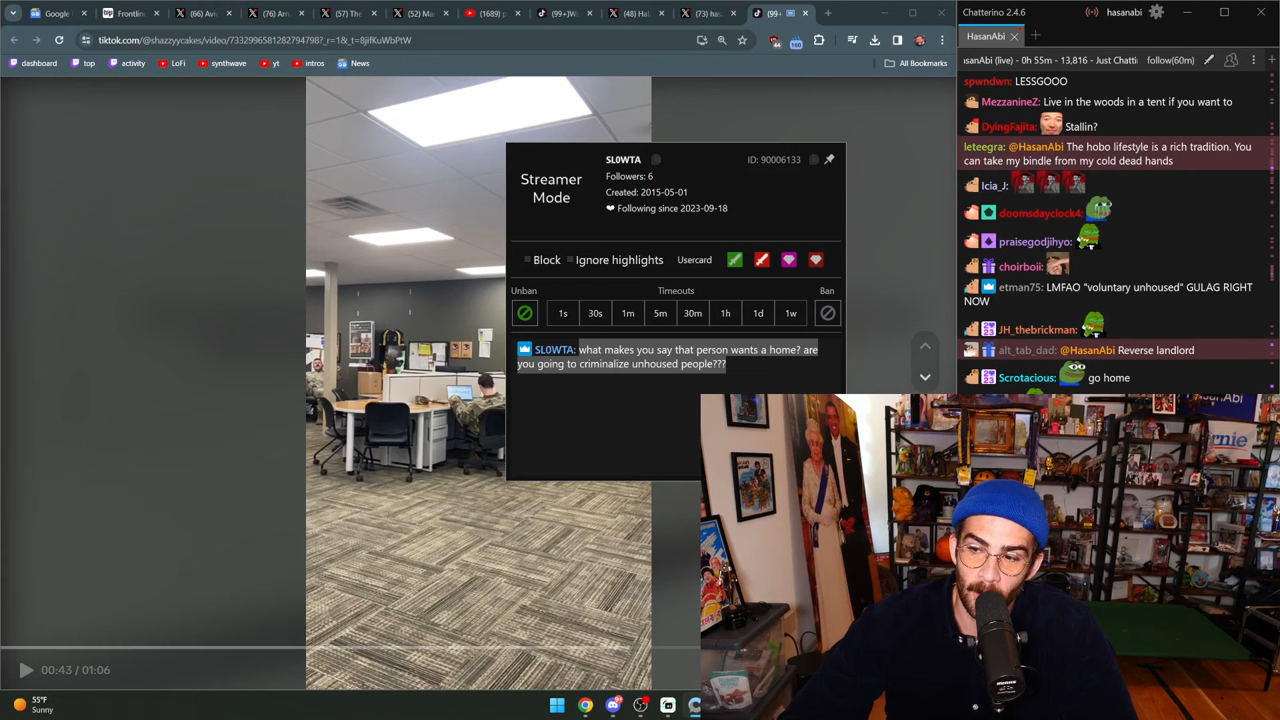 Google
Frontline
(66) Avi
(76) Am
(57) The
(52) Ma
(1689) p
(99+)
(48) Hal
(73) has
(99+
tiktok.com/@shazzyycakes/video/7332996581282794798?_r=1&_t=8jifKuWbPtW
44
180
dashboard
top
activity
LoFi
synthwave
yt
intros
News
All Bookmarks
Chatterino 2.4.6
hasanabi
HasanAbi
(live) - 0h 55m - 13,816 - Just Chatti
follow(60m)
spwndwn: LESSGOOO
MezzanineZ: Live in the woods in a tent if you want to
DyingFajita: Stallin?
leteegra: @HasanAbi The hobo lifestyle is a rich tradition. You
can take my bindle from my cold dead hands
Icia_J:
doomsdayclock4:
praisegodjihyo:
choirboii:
etman75: LMFAO "voluntary unhoused" GULAG RIGHT
NOW
JH_thebrickman:
alt_tab_dad: @HasanAbi Reverse landlord
Scrotacious: go home
Streamer
Mode
SL0WTA
ID: 90006133
Followers: 6
Created: 2015-05-01
❤ Following since 2023-09-18
Block
Ignore highlights
Usercard
Unban
Timeouts
Ban
1s
30s
1m
5m
30m
1h
1d
1w
SL0WTA: what makes you say that person wants a home? are
you going to criminalize unhoused people???
00:43 / 01:06
55°F
Sunny